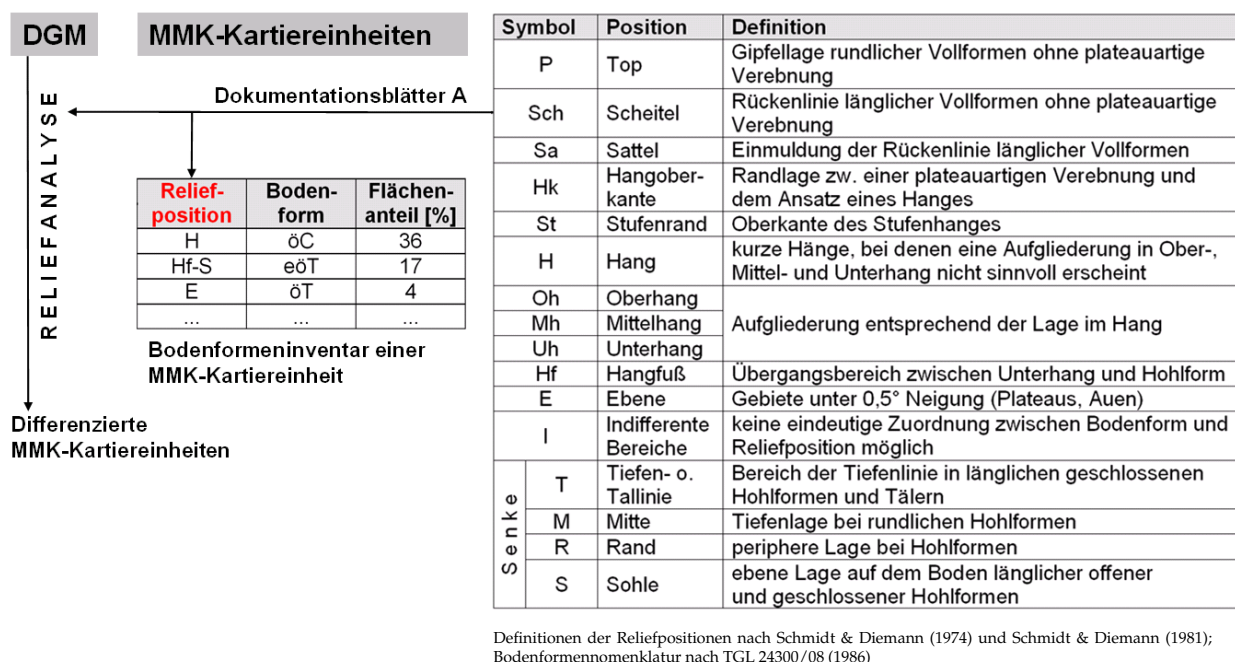 DGM
MMK-Kartiereinheiten
Dokumentationsblätter A
RELIEFANALYSE
Relief-
position
Boden-
form
Flächen-
anteil [%]
H öC 36
Hf-S eöT 17
E öT 4
... ... ...
Bodenformeninventar einer
MMK-Kartiereinheit
Differenzierte
MMK-Kartiereinheiten
Symbol Position Definition
P Top Gipfellage rundlicher Vollformen ohne plateauartige
Verebnung
Sch Scheitel Rückenlinie länglicher Vollformen ohne plateauartige
Verebnung
Sa Sattel Einmuldung der Rückenlinie länglicher Vollformen
Hk Hangober-
kante
Randlage zw. einer plateauartigen Verebnung und
dem Ansatz eines Hanges
St Stufenrand Oberkante des Stufenhanges
H Hang kurze Hänge, bei denen eine Aufgliederung in Ober-,
Mittel- und Unterhang nicht sinnvoll erscheint
Oh Oberhang
Mh Mittelhang Aufgliederung entsprechend der Lage im Hang
Uh Unterhang
Hf Hangfuß Übergangsbereich zwischen Unterhang und Hohlform
E Ebene Gebiete unter 0,5° Neigung (Plateaus, Auen)
I Indifferente
Bereiche
keine eindeutige Zuordnung zwischen Bodenform und
Reliefposition möglich
Senke
T Tiefen- o.
Tallinie
Bereich der Tiefenlinie in länglichen geschlossenen
Hohlformen und Tälern
M Mitte Tiefenlage bei rundlichen Hohlformen
R Rand periphere Lage bei Hohlformen
S Sohle ebene Lage auf dem Boden länglicher offener
und geschlossener Hohlformen
Definitionen der Reliefpositionen nach Schmidt & Diemann (1974) und Schmidt & Diemann (1981);
Bodenformennomenklatur nach TGL 24300/08 (1986)